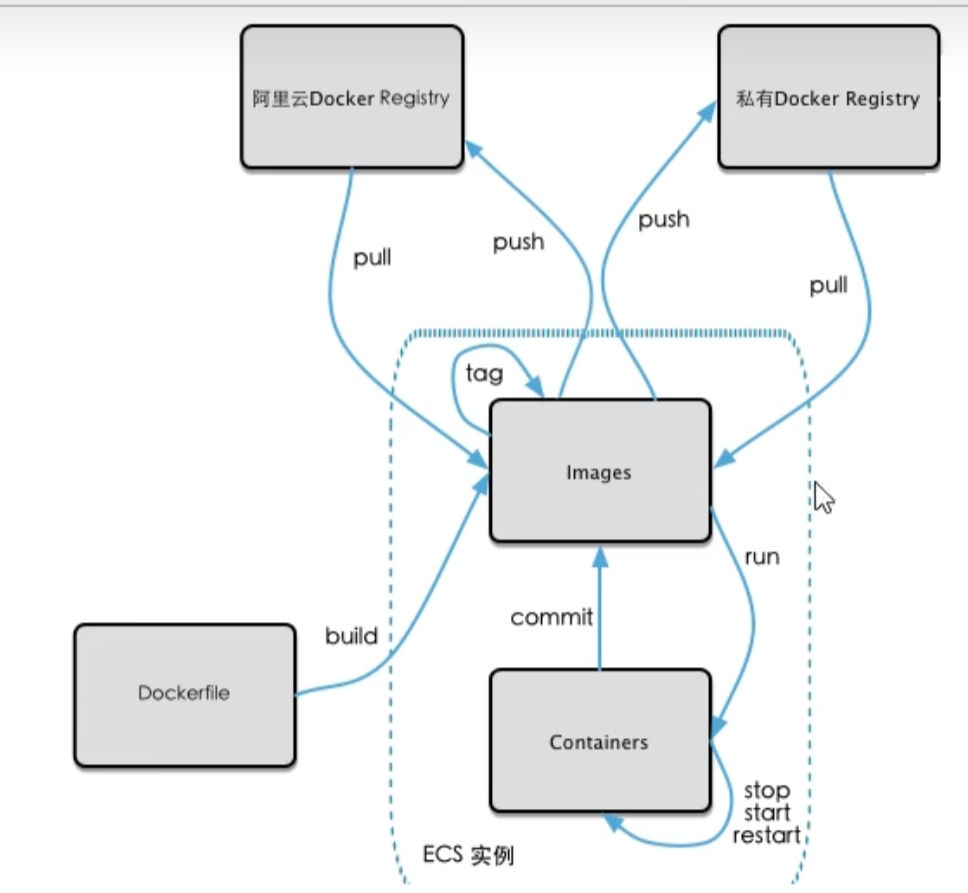 阿里云Docker Registry
私有Docker Registry
push
push
pull
pull
tag
Images
run
commit
build
Dockerfile
Containers
stop
start
restart
ECS 实例